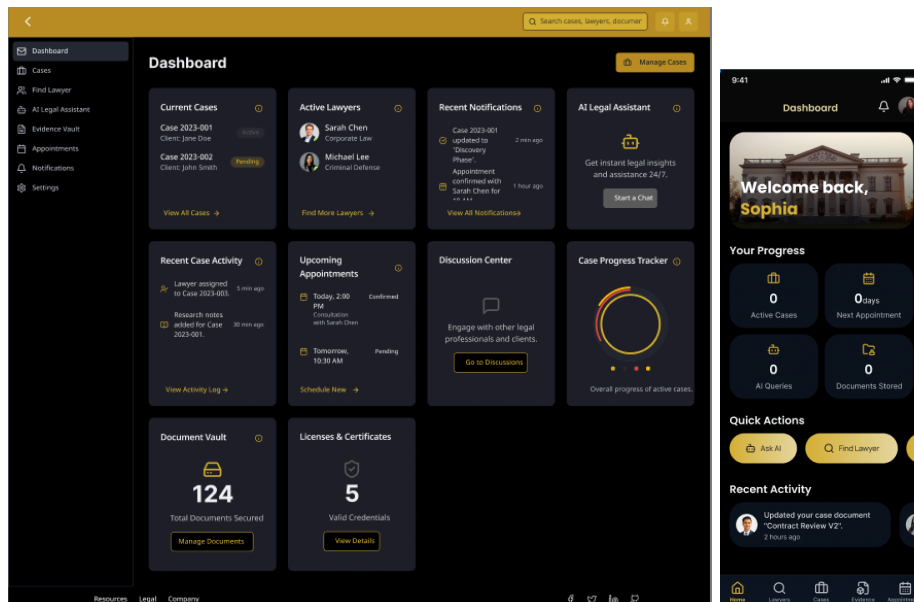 Search cases, lawyers, documen
Dashboard
Cases
Find Lawyer
AI Legal Assistant
Evidence Vault
Appointments
Notifications
Settings
Dashboard
Manage Cases
Current Cases
Case 2023-001
Client: Jane Doe
Active
Case 2023-002
Client: John Smith
Pending
View All Cases →
Active Lawyers
Sarah Chen
Corporate Law
Michael Lee
Criminal Defense
Find More Lawyers →
Recent Notifications
Case 2023-001
updated to
'Discovery
Phase'.
2 min ago
Appointment
confirmed with
Sarah Chen for
1 hour ago
View All Notifications→
AI Legal Assistant
Get instant legal insights
and assistance 24/7.
Start a Chat
Recent Case Activity
Lawyer assigned
to Case 2023-003.
5 min ago
Research notes
added for Case
2023-001.
30 min ago
View Activity Log →
Upcoming
Appointments
Today, 2:00
PM
Confirmed
Consultation
with Sarah Chen
Tomorrow,
10:30 AM
Pending
Schedule New →
Discussion Center
Engage with other legal
professionals and clients.
Go to Discussions
Case Progress Tracker
Overall progress of active cases.
Document Vault
124
Total Documents Secured
Manage Documents
Licenses & Certificates
5
Valid Credentials
View Details
Resources Legal Company
9:41
Dashboard
Welcome back,
Sophia
Your Progress
0
Active Cases
0days
Next Appointment
0
AI Queries
0
Documents Stored
Quick Actions
Ask AI
Find Lawyer
Recent Activity
Updated your case document
"Contract Review V2".
2 hours ago
Home
Lawyers
Cases
Evidence
Appointme